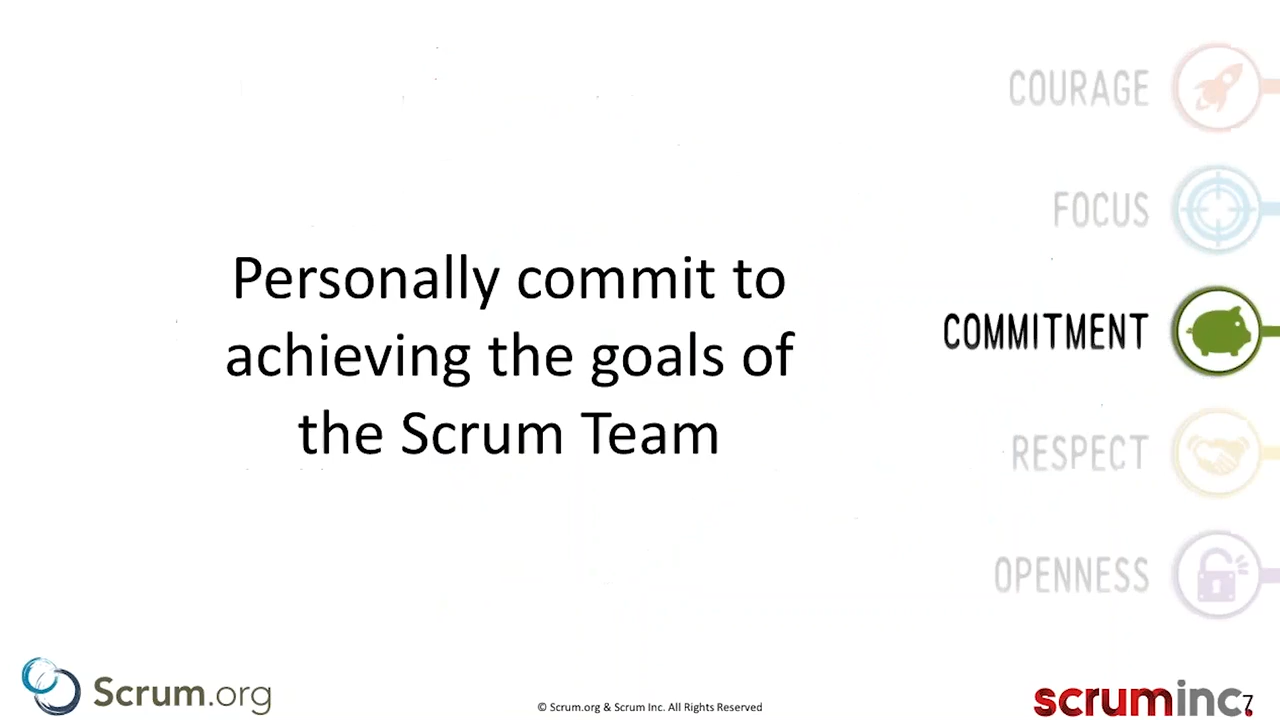 COURAGE
FOCUS
Personally commit to
achieving the goals of
the Scrum Team
COMMITMENT
RESPECT
OPENNESS
Scrum.org
© Scrum.org & Scrum Inc. All Rights Reserved
scruminc.
7